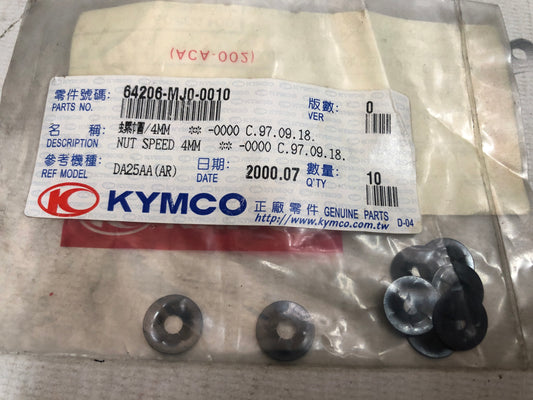 (ACA-002)
零件號碼: 64206-MJ0-0010 版數: 0
PARTS NO. VER
名 稱: /4MM ** -0000 C.97.09.18.
DESCRIPTION NUT SPEED 4MM ** -0000 C.97.09.18.
參考機種: DA25AA(AR) 日期: 2000.07 數量: 10
REF MODEL DATE Q'TY
KYMCO 正廠零件 GENUINE PARTS D-04
http://www.kymco.com.tw